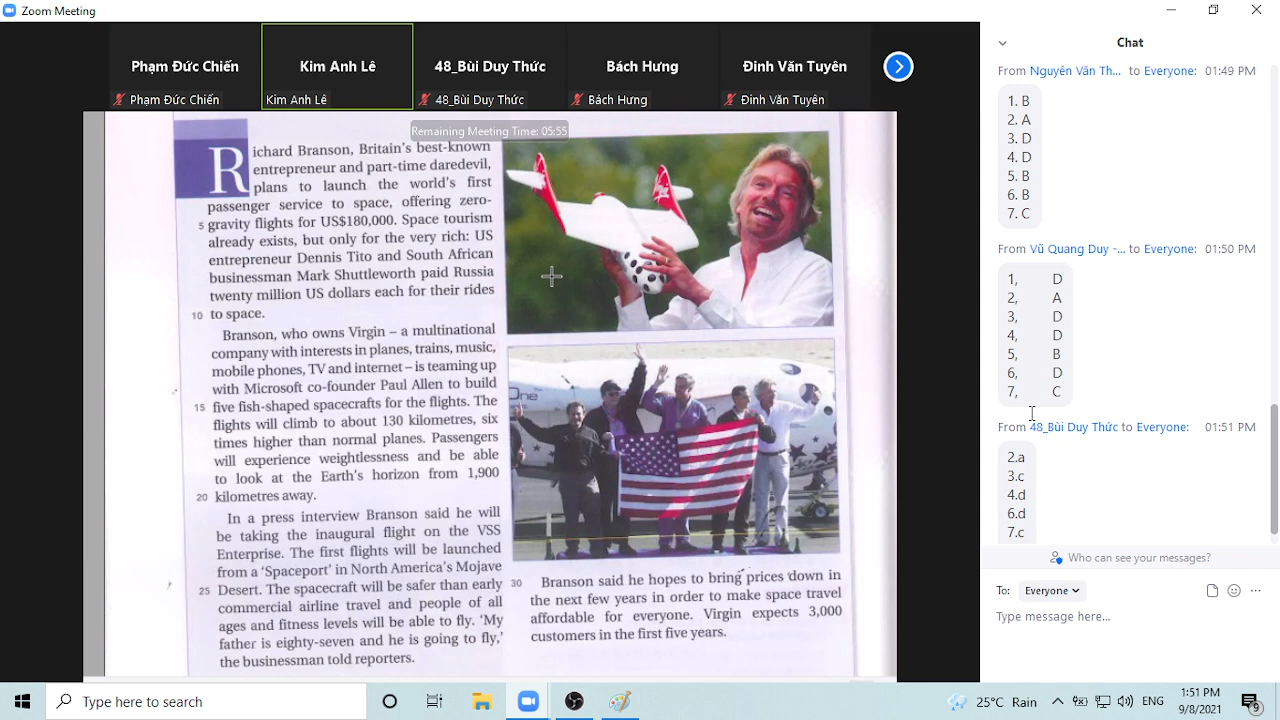 Zoom Meeting
Phạm Đức Chiến
Kim Anh Lê
48_Bùi Duy Thức
Bách Hưng
Đinh Văn Tuyên
Phạm Đức Chiến
Kim Anh Lê
48_Bùi Duy Thức
Bách Hưng
Đinh Văn Tuyên
Remaining Meeting Time: 05:55
Richard Branson, Britain's best-known
entrepreneur and part-time daredevil,
plans to launch the world's first
passenger service to space, offering zero-
5 gravity flights for US$180,000. Space tourism
already exists, but only for the very rich: US
entrepreneur Dennis Tito and South African
businessman Mark Shuttleworth paid Russia
twenty million US dollars each for their rides
10 to space.
Branson, who owns Virgin – a multinational
company with interests in planes, trains, music,
mobile phones, TV and internet – is teaming up
with Microsoft co-founder Paul Allen to build
15 five fish-shaped spacecrafts for the flights. The
flights will climb to about 130 kilometres, six
times higher than normal planes. Passengers
will experience weightlessness and be able
to look at the Earth's horizon from 1,900
20 kilometres away.
In a press interview Branson said he will
be taking the inaugural flight on the VSS
Enterprise. The first flights will be launched
from a 'Spaceport' in North America's Mojave
25 Desert. The spacecraft will be safer than early
commercial airline travel and people of all
ages and fitness levels will be able to fly. 'My
father is eighty-seven and he is going to fly,'
the businessman told reporters.
One
30 Branson said he hopes to bring prices down in
the next few years in order to make space travel
affordable for everyone. Virgin expects 3,000
customers in the first five years.
Chat
From Nguyên Văn Th... to Everyone: 01:49 PM
1. B
2. A
3. D
4. D
5. B
6. B
7. C
From Vũ Quang Duy -... to Everyone: 01:50 PM
1, D
2, A
3, D
4, D
5, B
6, D
7, C
From 48_Bùi Duy Thức to Everyone: 01:51 PM
2.a
3.c
4.d
6.d
7.c
Who can see your messages?
To: Everyone
Type message here...
Type here to search
25°C Rain
ENG
1:51 PM
9/8/2021
9